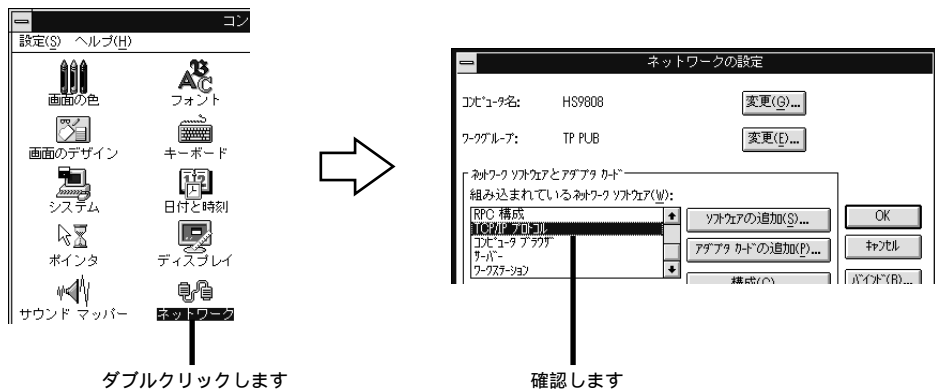 コン
設定(S) ヘルプ(H)
画面の色 フォント
画面のデザイン キーボード
システム 日付と時刻
ポインタ ディスプレイ
サウンド マッパー ネットワーク
ダブルクリックします
ネットワークの設定
コンピュータ名: HS9808 変更(G)...
ワークグループ: TP PUB 変更(F)...
ネットワーク ソフトウェアとアダプタ カード
組み込まれているネットワーク ソフトウェア(W):
RPC 構成
TCP/IP プロトコル
コンピュータ ブラウザ
サーバー
ワークステーション
ソフトウェアの追加(S)...
アダプタ カードの追加(P)...
構成(C)
OK
キャンセル
バインド(B)...
確認します